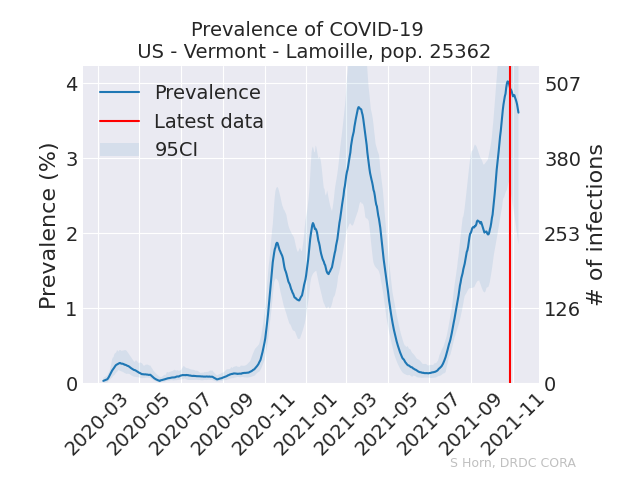 Prevalence of COVID-19
US - Vermont - Lamoille, pop. 25362
Prevalence
Latest data
95CI
Prevalence (%)
4
3
2
1
0
507
380
253
126
0
# of infections
2020-03
2020-05
2020-07
2020-09
2020-11
2021-01
2021-03
2021-05
2021-07
2021-09
2021-11
S Horn, DRDC CORA